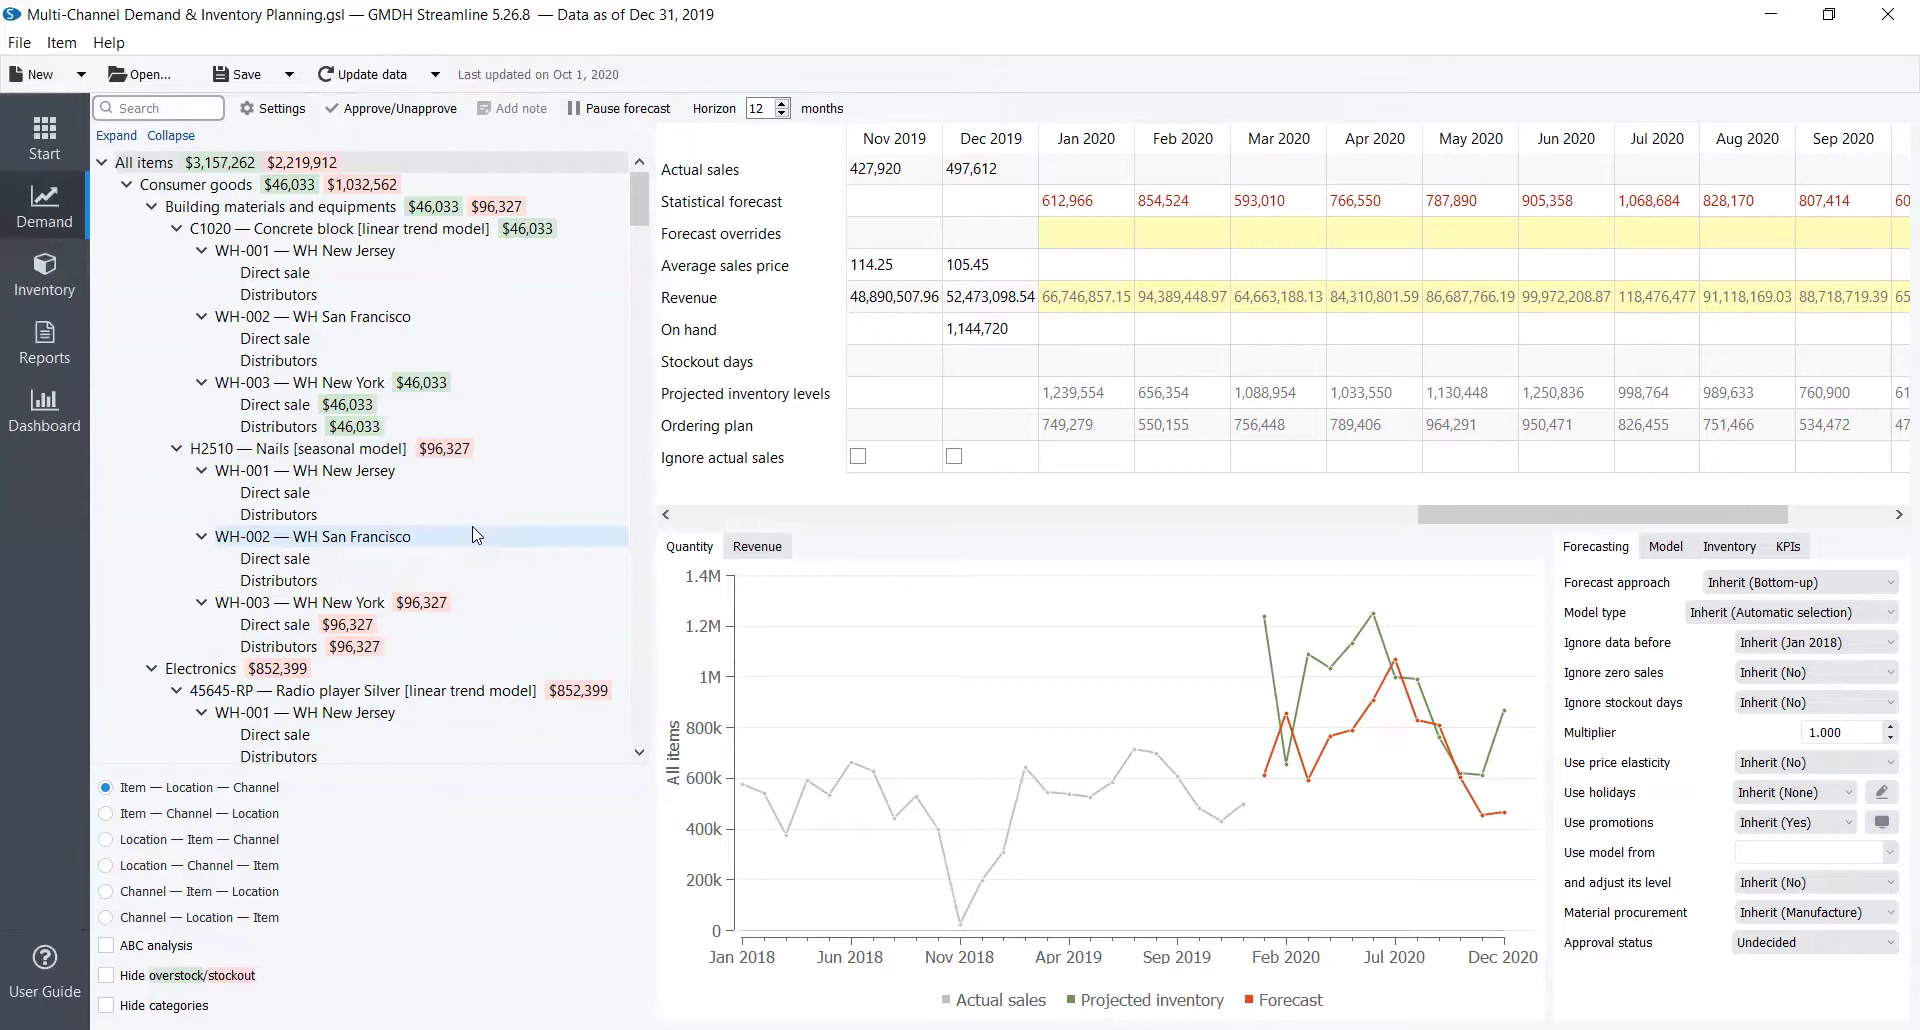 Multi-Channel Demand & Inventory Planning.gsl — GMDH Streamline 5.26.8 — Data as of Dec 31, 2019
File Item Help
New Open... Save Update data Last updated on Oct 1, 2020
Search Settings Approve/Unapprove Add note Pause forecast Horizon 12 months
Start
Demand
Inventory
Reports
Dashboard
User Guide
Expand Collapse
All items $3,157,262 $2,219,912
Consumer goods $46,033 $1,032,562
Building materials and equipments $46,033 $96,327
C1020 — Concrete block [linear trend model] $46,033
WH-001 — WH New Jersey
Direct sale
Distributors
WH-002 — WH San Francisco
Direct sale
Distributors
WH-003 — WH New York $46,033
Direct sale $46,033
Distributors $46,033
H2510 — Nails [seasonal model] $96,327
WH-001 — WH New Jersey
Direct sale
Distributors
WH-002 — WH San Francisco
Direct sale
Distributors
WH-003 — WH New York $96,327
Direct sale $96,327
Distributors $96,327
Electronics $852,399
45645-RP — Radio player Silver [linear trend model] $852,399
WH-001 — WH New Jersey
Direct sale
Distributors
Item — Location — Channel
Item — Channel — Location
Location — Item — Channel
Location — Channel — Item
Channel — Item — Location
Channel — Location — Item
ABC analysis
Hide overstock/stockout
Hide categories
Nov 2019 Dec 2019 Jan 2020 Feb 2020 Mar 2020 Apr 2020 May 2020 Jun 2020 Jul 2020 Aug 2020 Sep 2020
Actual sales 427,920 497,612
Statistical forecast 612,966 854,524 593,010 766,550 787,890 905,358 1,068,684 828,170 807,414 60
Forecast overrides
Average sales price 114.25 105.45
Revenue 48,890,507.96 52,473,098.54 66,746,857.15 94,389,448.97 64,663,188.13 84,310,801.59 86,687,766.19 99,972,208.87 118,476,477 91,118,169.03 88,718,719.39 65
On hand 1,144,720
Stockout days
Projected inventory levels 1,239,554 656,354 1,088,954 1,033,550 1,130,448 1,250,836 998,764 989,633 760,900 61
Ordering plan 749,279 550,155 756,448 789,406 964,291 950,471 826,455 751,466 534,472 47
Ignore actual sales
Quantity Revenue
1.4M
1.2M
1M
800k
600k
400k
200k
0
All items
Jan 2018 Jun 2018 Nov 2018 Apr 2019 Sep 2019 Feb 2020 Jul 2020 Dec 2020
Actual sales Projected inventory Forecast
Forecasting Model Inventory KPIs
Forecast approach Inherit (Bottom-up)
Model type Inherit (Automatic selection)
Ignore data before Inherit (Jan 2018)
Ignore zero sales Inherit (No)
Ignore stockout days Inherit (No)
Multiplier 1.000
Use price elasticity Inherit (No)
Use holidays Inherit (None)
Use promotions Inherit (Yes)
Use model from
and adjust its level Inherit (No)
Material procurement Inherit (Manufacture)
Approval status Undecided